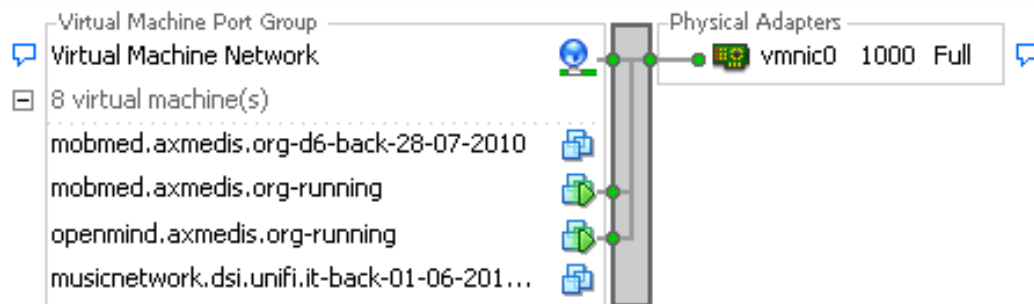 Virtual Machine Port Group
Physical Adapters
Virtual Machine Network
vmnic0 1000 Full
8 virtual machine(s)
mobmed.axmedis.org-d6-back-28-07-2010
mobmed.axmedis.org-running
openmind.axmedis.org-running
musicnetwork.dsi.unifi.it-back-01-06-201...